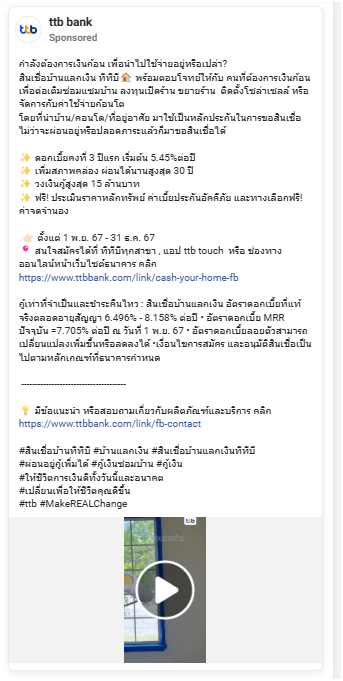 ttb bank
Sponsored
กำลังต้องการเงินก้อน เพื่อนำไปใช้จ่ายอยู่หรือเปล่า?
สินเชื่อบ้านแลกเงิน ทีทีบี 🏠 พร้อมตอบโจทย์ให้กับ คนที่ต้องการเงินก้อน
เพื่อต่อเติมซ่อมแซมบ้าน ลงทุนเปิดร้าน ขยายร้าน ติดตั้งโซล่าเซลล์ หรือ
จัดการกับค่าใช้จ่ายก้อนโต
โดยที่นำบ้าน/คอนโด/ที่อยู่อาศัย มาใช้เป็นหลักประกันในการขอสินเชื่อ
ไม่ว่าจะผ่อนอยู่หรือปลอดภาระแล้วก็มาขอสินเชื่อได้
✨ ดอกเบี้ยคงที่ 3 ปีแรก เริ่มต้น 5.45%ต่อปี
✨ เพิ่มสภาพคล่อง ผ่อนได้นานสูงสุด 30 ปี
✨ วงเงินกู้สูงสุด 15 ล้านบาท
✨ ฟรี! ประเมินราคาหลักทรัพย์ ค่าเบี้ยประกันอัคคีภัย และทางเลือกฟรี!
ค่าจดจำนอง
👉🏻 ตั้งแต่ 1 พ.ย. 67 - 31 ธ.ค. 67
📍 สนใจสมัครได้ที่ ทีทีบีทุกสาขา , แอป ttb touch หรือ ช่องทาง
ออนไลน์หน้าเว็บไซต์ธนาคาร คลิก
https://www.ttbbank.com/link/cash-your-home-fb
กู้เท่าที่จำเป็นและชำระคืนไหว : สินเชื่อบ้านแลกเงิน อัตราดอกเบี้ยที่แท้
จริงตลอดอายุสัญญา 6.496% - 8.158% ต่อปี • อัตราดอกเบี้ย MRR
ปัจจุบัน =7.705% ต่อปี ณ วันที่ 1 พ.ย. 67 • อัตราดอกเบี้ยลอยตัวสามารถ
เปลี่ยนแปลงเพิ่มขึ้นหรือลดลงได้ •เงื่อนไขการสมัคร และอนุมัติสินเชื่อเป็น
ไปตามหลักเกณฑ์ที่ธนาคารกำหนด
--------------------------------------
💡 มีข้อแนะนำ หรือสอบถามเกี่ยวกับผลิตภัณฑ์และบริการ คลิก
https://www.ttbbank.com/link/fb-contact
#สินเชื่อบ้านทีทีบี #บ้านแลกเงิน #สินเชื่อบ้านแลกเงินทีทีบี
#ผ่อนอยู่กู้เพิ่มได้ #กู้เงินซ่อมบ้าน #กู้เงิน
#ให้ชีวิตการเงินดีทั้งวันนี้และอนาคต
#เปลี่ยนเพื่อให้ชีวิตคุณดีขึ้น
#ttb #MakeREALChange
ttb